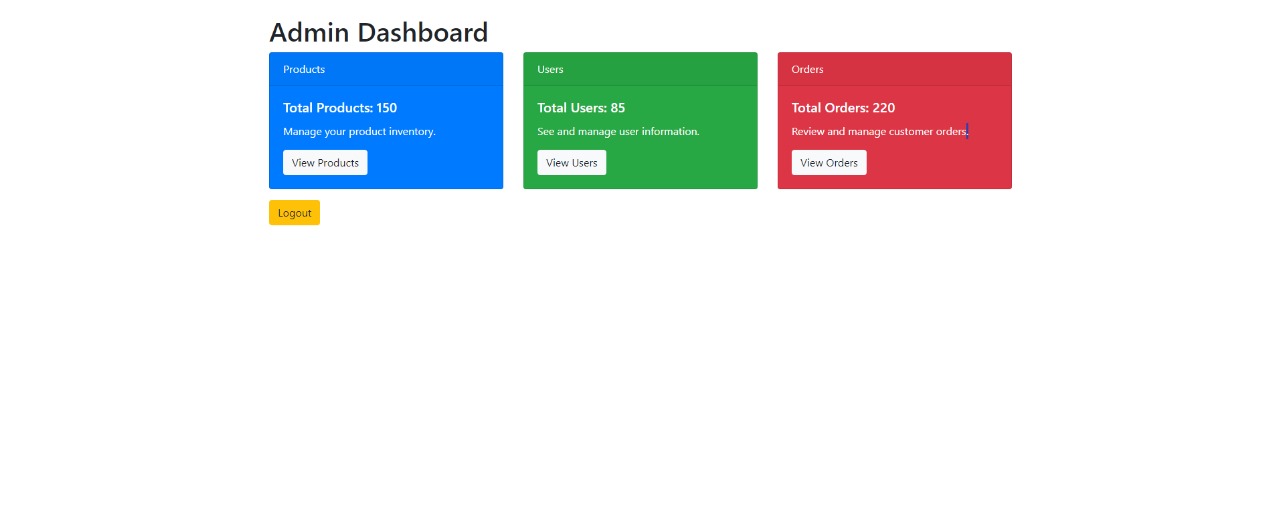 Admin Dashboard
Products
Total Products: 150
Manage your product inventory.
View Products
Users
Total Users: 85
See and manage user information.
View Users
Orders
Total Orders: 220
Review and manage customer orders.
View Orders
Logout